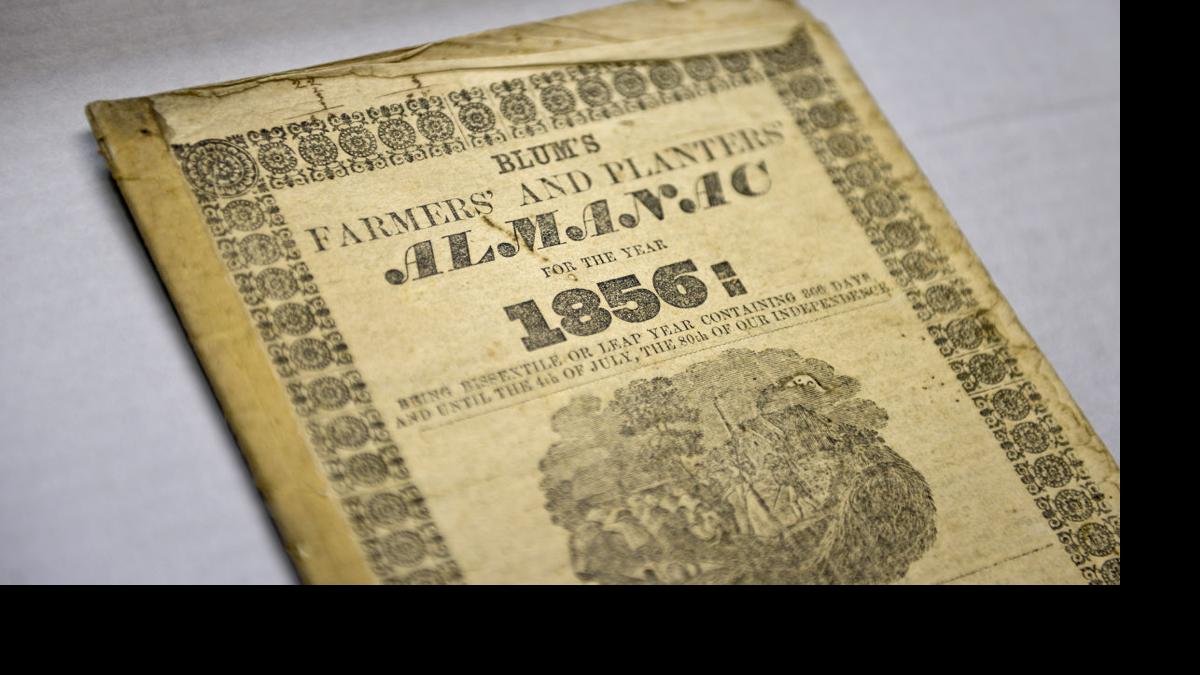 BLUM'S
FARMERS' AND PLANTERS'
ALMANAC
FOR THE YEAR
1856:
BEING BISSEXTILE OR LEAP YEAR CONTAINING 366 DAYS
AND UNTIL THE 4th OF JULY, THE 80th OF OUR INDEPENDENCE